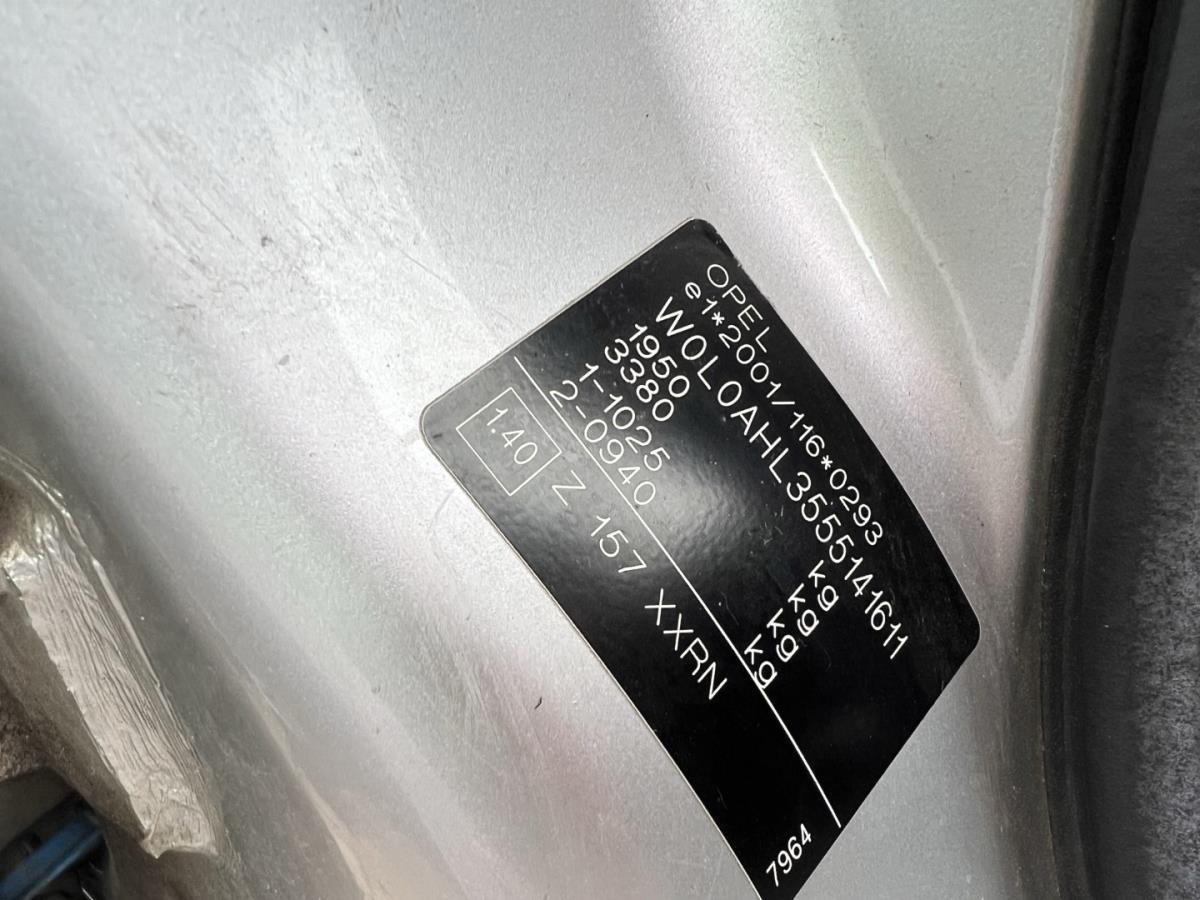 OPEL
e1*2001/116*0293
W0L0AHL3555141611
1950 kg
3380 kg
1-1025 kg
2-0940 kg
1.40 Z 157 XXRN
7964